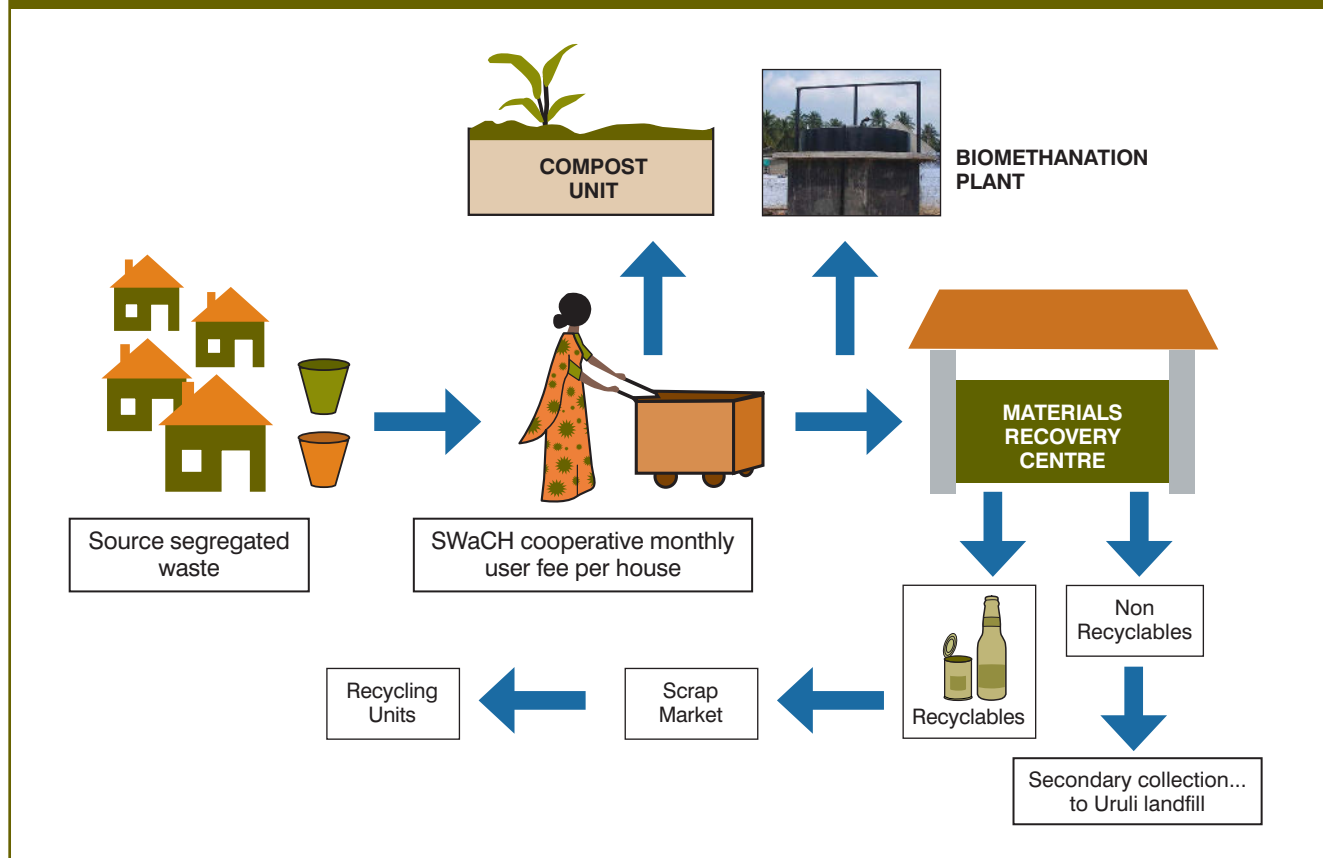 COMPOST
UNIT
BIOMETHANATION
PLANT
MATERIALS
RECOVERY
CENTRE
Source segregated
waste
SWaCH cooperative monthly
user fee per house
Non
Recyclables
Recyclables
Scrap
Market
Recycling
Units
Secondary collection...
to Uruli landfill